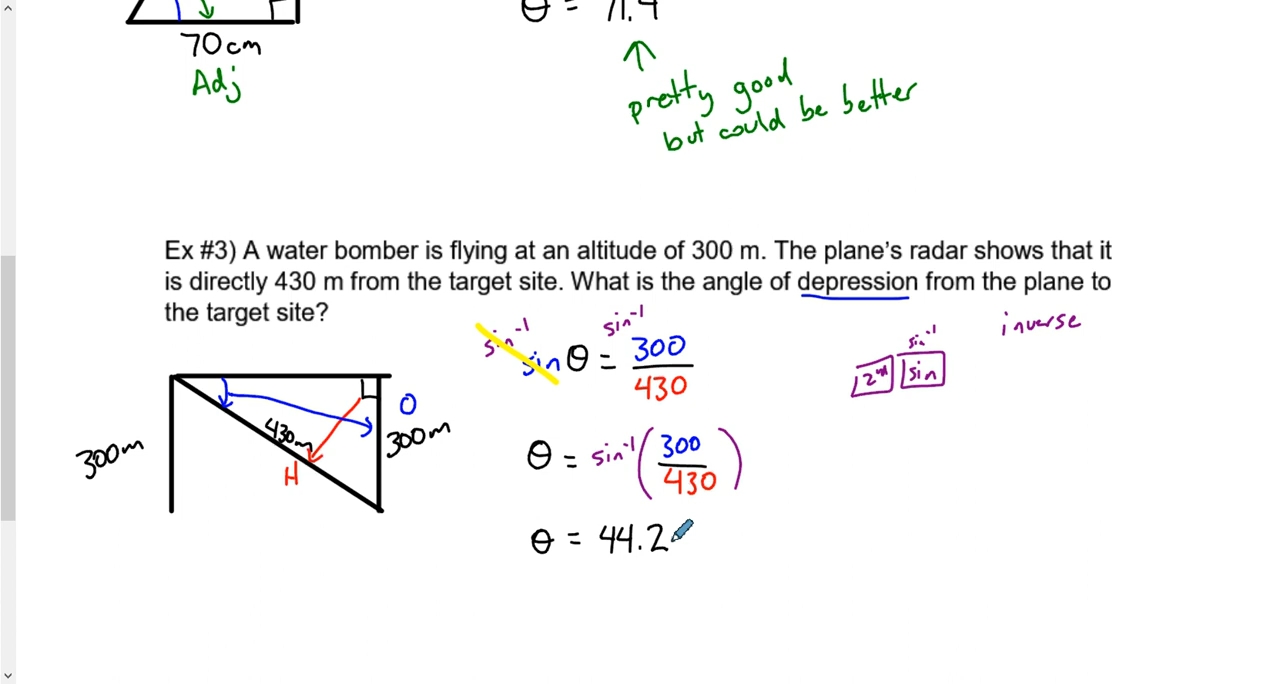 70cm
Adj
θ = 71.4
↑
pretty good
but could be better
Ex #3) A water bomber is flying at an altitude of 300 m. The plane's radar shows that it
is directly 430 m from the target site. What is the angle of depression from the plane to
the target site?
sin⁻¹ sin θ = sin⁻¹ 300
430
inverse
sin⁻¹
2nd sin
300m
430m
H
O
300m
θ = sin⁻¹(300
430)
θ = 44.2